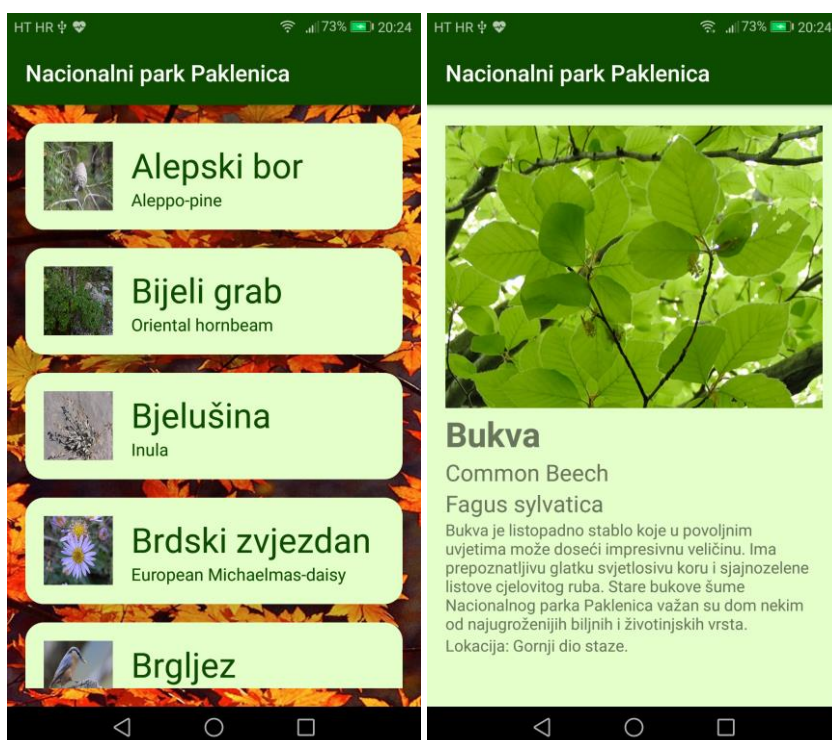 HT HR 73% 20:24
Nacionalni park Paklenica
Alepski bor
Aleppo-pine
Bijeli grab
Oriental hornbeam
Bjelušina
Inula
Brdski zvjezdan
European Michaelmas-daisy
Brgljez
HT HR 73% 20:24
Nacionalni park Paklenica
Bukva
Common Beech
Fagus sylvatica
Bukva je listopadno stablo koje u povoljnim
uvjetima može doseći impresivnu veličinu. Ima
prepoznatljivu glatku svjetlosivu koru i sjajnozelene
listove cjelovitog ruba. Stare bukove šume
Nacionalnog parka Paklenica važan su dom nekim
od najugroženijih biljnih i životinjskih vrsta.
Lokacija: Gornji dio staze.